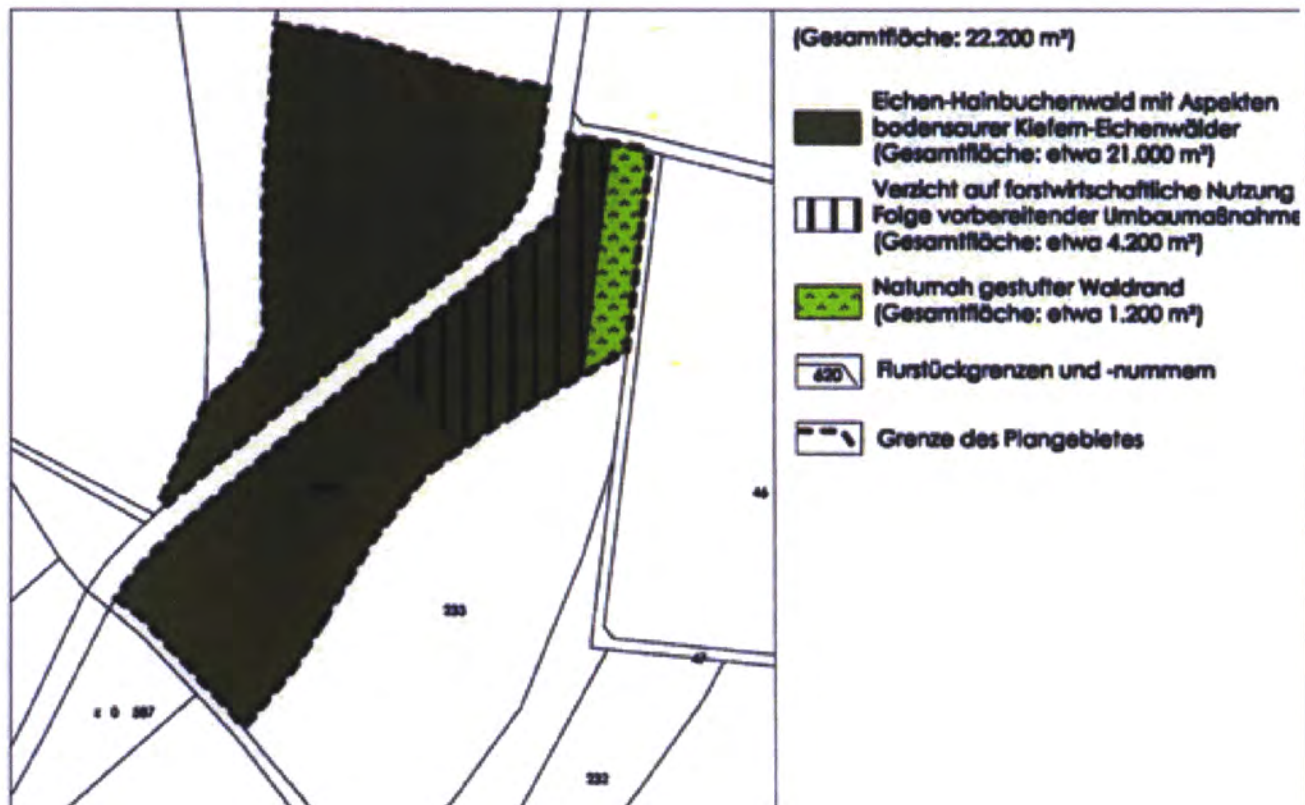 (Gesamtfläche: 22.200 m²)
Eichen-Hainbuchenwald mit Aspekten
bodensaurer Kiefern-Eichenwälder
(Gesamtfläche: etwa 21.000 m²)
Verzicht auf forstwirtschaftliche Nutzung
Folge vorbereitender Umbaumaßnahme
(Gesamtfläche: etwa 4.200 m²)
Naturnah gestufter Waldrand
(Gesamtfläche: etwa 1.200 m²)
620
Flurstückgrenzen und -nummern
Grenze des Plangebietes
46
233
47
587
232